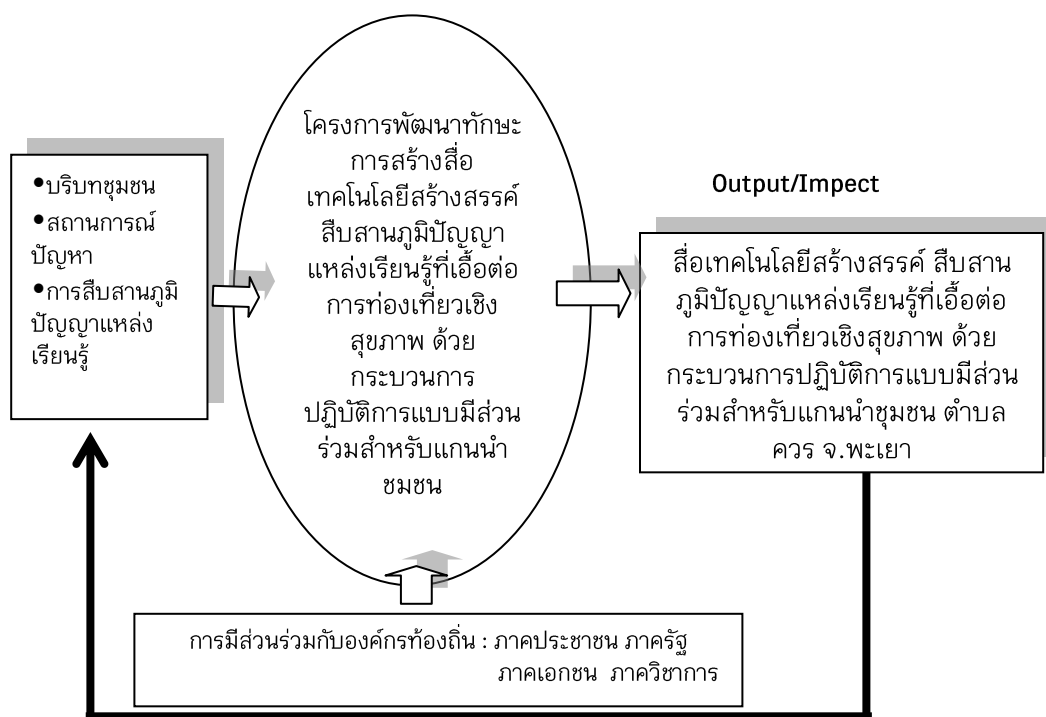 •บริบทชุมชน
•สถานการณ์
ปัญหา
•การสืบสานภูมิ
ปัญญาแหล่ง
เรียนรู้
โครงการพัฒนาทักษะ
การสร้างสื่อ
เทคโนโลยีสร้างสรรค์
สืบสานภูมิปัญญา
แหล่งเรียนรู้ที่เอื้อต่อ
การท่องเที่ยวเชิง
สุขภาพ ด้วย
กระบวนการ
ปฏิบัติการแบบมีส่วน
ร่วมสำหรับแกนนำ
ชมชน
Output/Impect
สื่อเทคโนโลยีสร้างสรรค์ สืบสาน
ภูมิปัญญาแหล่งเรียนรู้ที่เอื้อต่อ
การท่องเที่ยวเชิงสุขภาพ ด้วย
กระบวนการปฏิบัติการแบบมีส่วน
ร่วมสำหรับแกนนำชุมชน ตำบล
ควร จ.พะเยา
การมีส่วนร่วมกับองค์กรท้องถิ่น : ภาคประชาชน ภาครัฐ
ภาคเอกชน ภาควิชาการ